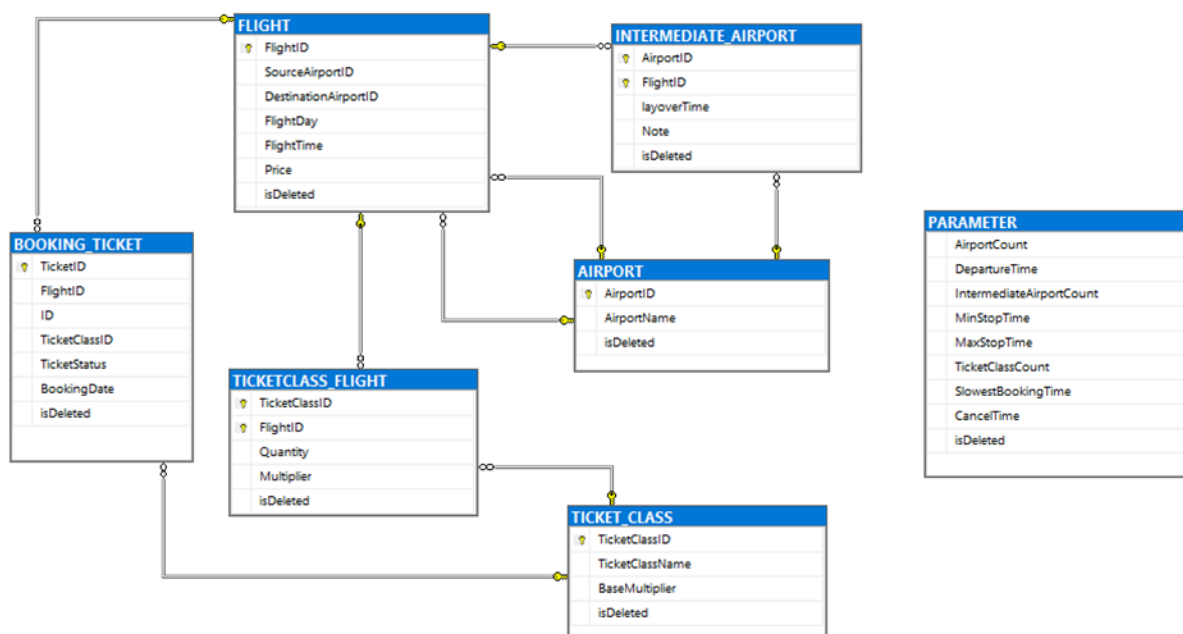 FLIGHT
FlightID
SourceAirportID
DestinationAirportID
FlightDay
FlightTime
Price
isDeleted
INTERMEDIATE_AIRPORT
AirportID
FlightID
layoverTime
Note
isDeleted
BOOKING_TICKET
TicketID
FlightID
ID
TicketClassID
TicketStatus
BookingDate
isDeleted
AIRPORT
AirportID
AirportName
isDeleted
PARAMETER
AirportCount
DepartureTime
IntermediateAirportCount
MinStopTime
MaxStopTime
TicketClassCount
SlowestBookingTime
CancelTime
isDeleted
TICKETCLASS_FLIGHT
TicketClassID
FlightID
Quantity
Multiplier
isDeleted
TICKET_CLASS
TicketClassID
TicketClassName
BaseMultiplier
isDeleted